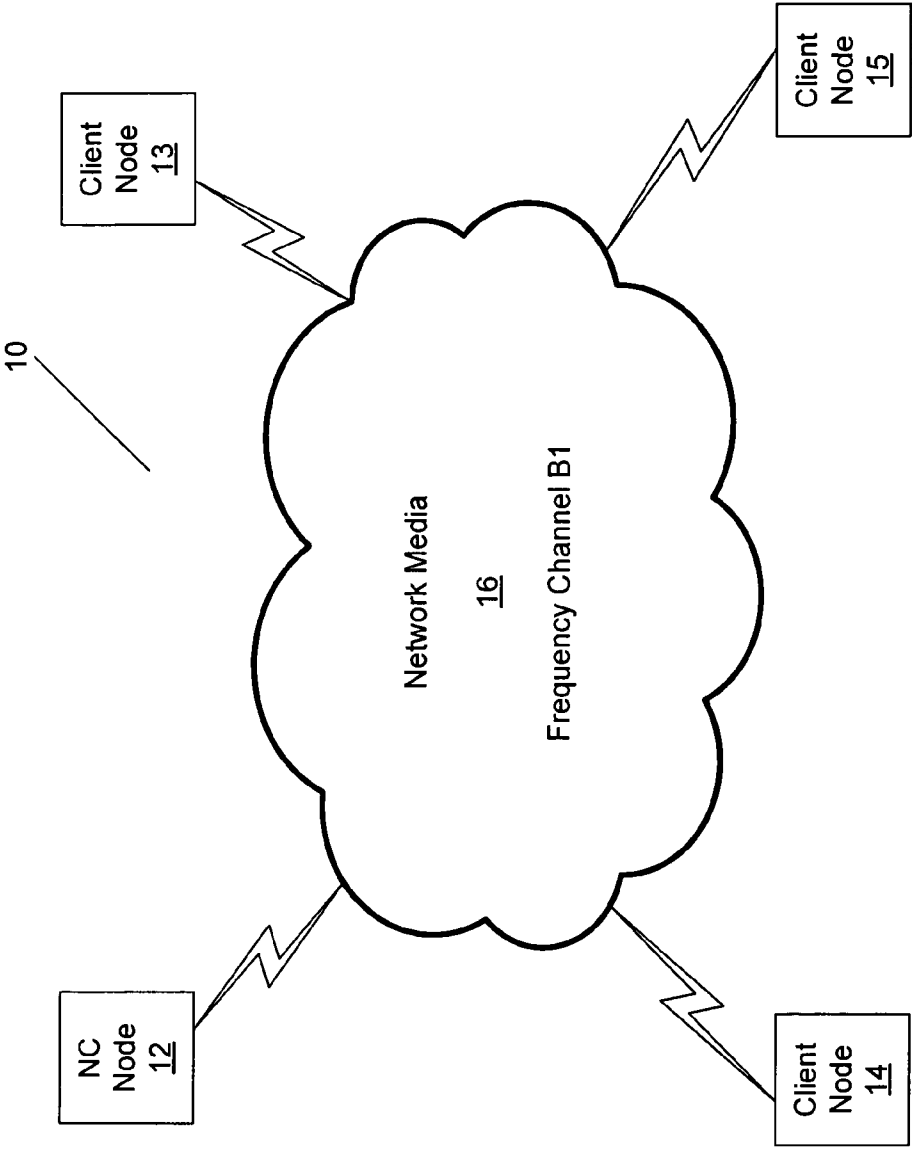 10
NC
Node
12
Client
Node
13
Network Media
16
Frequency Channel B1
Client
Node
14
Client
Node
15